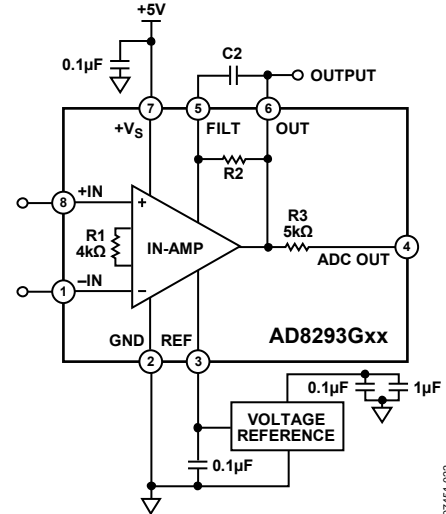 +5V
0.1µF
C2
OUTPUT
7
5
6
+VS
FILT
OUT
R2
8
+IN
+
R1
4kΩ
IN-AMP
R3
5kΩ
4
ADC OUT
1
–IN
–
GND
REF
AD8293Gxx
2
3
0.1µF
1µF
VOLTAGE
REFERENCE
0.1µF